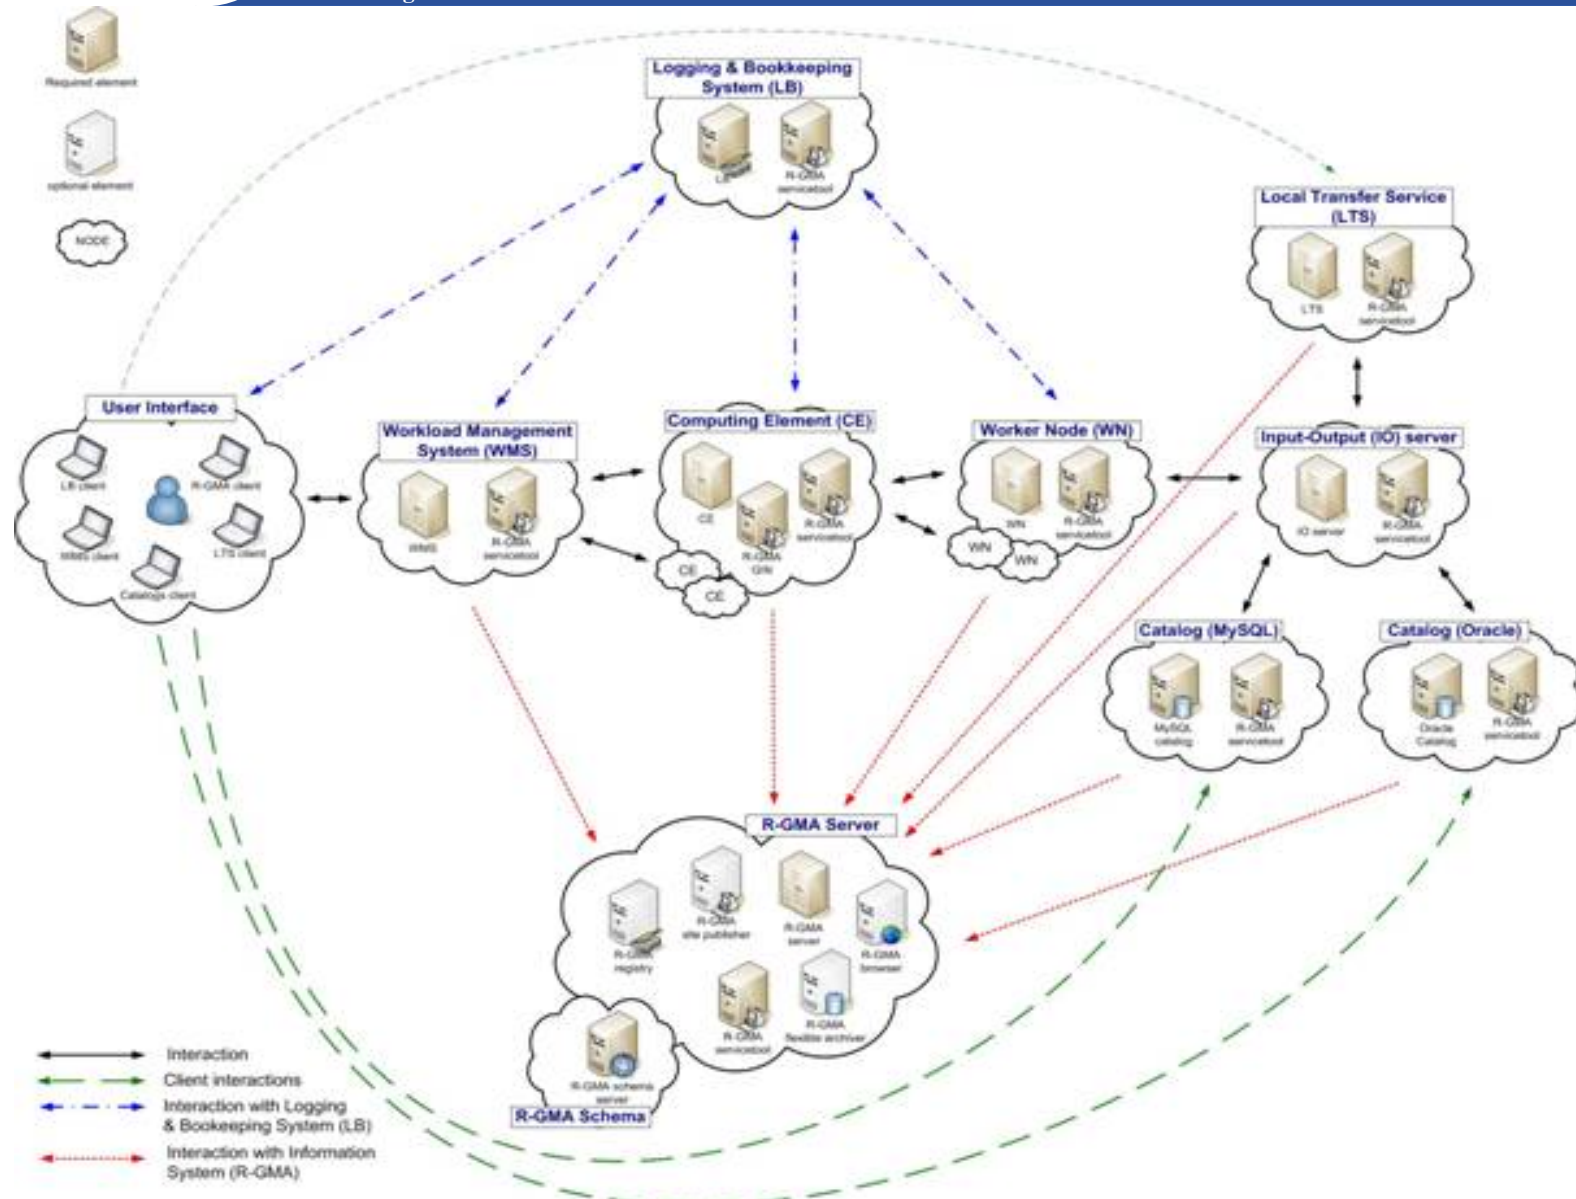 Required element
optional element
NODE
Logging & Bookkeeping
System (LB)
LB
R-GMA
servicetool
Local Transfer Service
(LTS)
LTS
R-GMA
servicetool
User Interface
LB client
R-GMA client
WMS client
LTS client
Catalogs client
Workload Management
System (WMS)
WMS
R-GMA
servicetool
Computing Element (CE)
CE
R-GMA
GIN
R-GMA
servicetool
CE
CE
Worker Node (WN)
WN
R-GMA
servicetool
WN
WN
Input-Output (IO) server
IO server
R-GMA
servicetool
Catalog (MySQL)
MySQL
catalog
R-GMA
servicetool
Catalog (Oracle)
Oracle
Catalog
R-GMA
servicetool
R-GMA Server
R-GMA
registry
R-GMA
site publisher
R-GMA
server
R-GMA
browser
R-GMA
servicetool
R-GMA
flexible archiver
R-GMA schema
server
R-GMA Schema
Interaction
Client interactions
Interaction with Logging
& Bookeeping System (LB)
Interaction with Information
System (R-GMA)